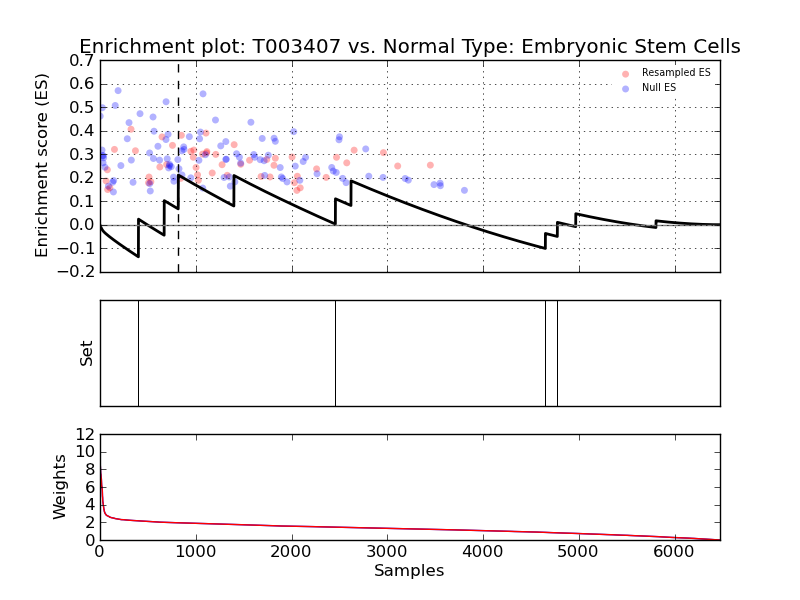 Enrichment plot: T003407 vs. Normal Type: Embryonic Stem Cells
Enrichment score (ES)
0.7
0.6
0.5
0.4
0.3
0.2
0.1
0.0
−0.1
−0.2
Resampled ES
Null ES
Set
Weights
12
10
8
6
4
2
0
0 1000 2000 3000 4000 5000 6000
Samples